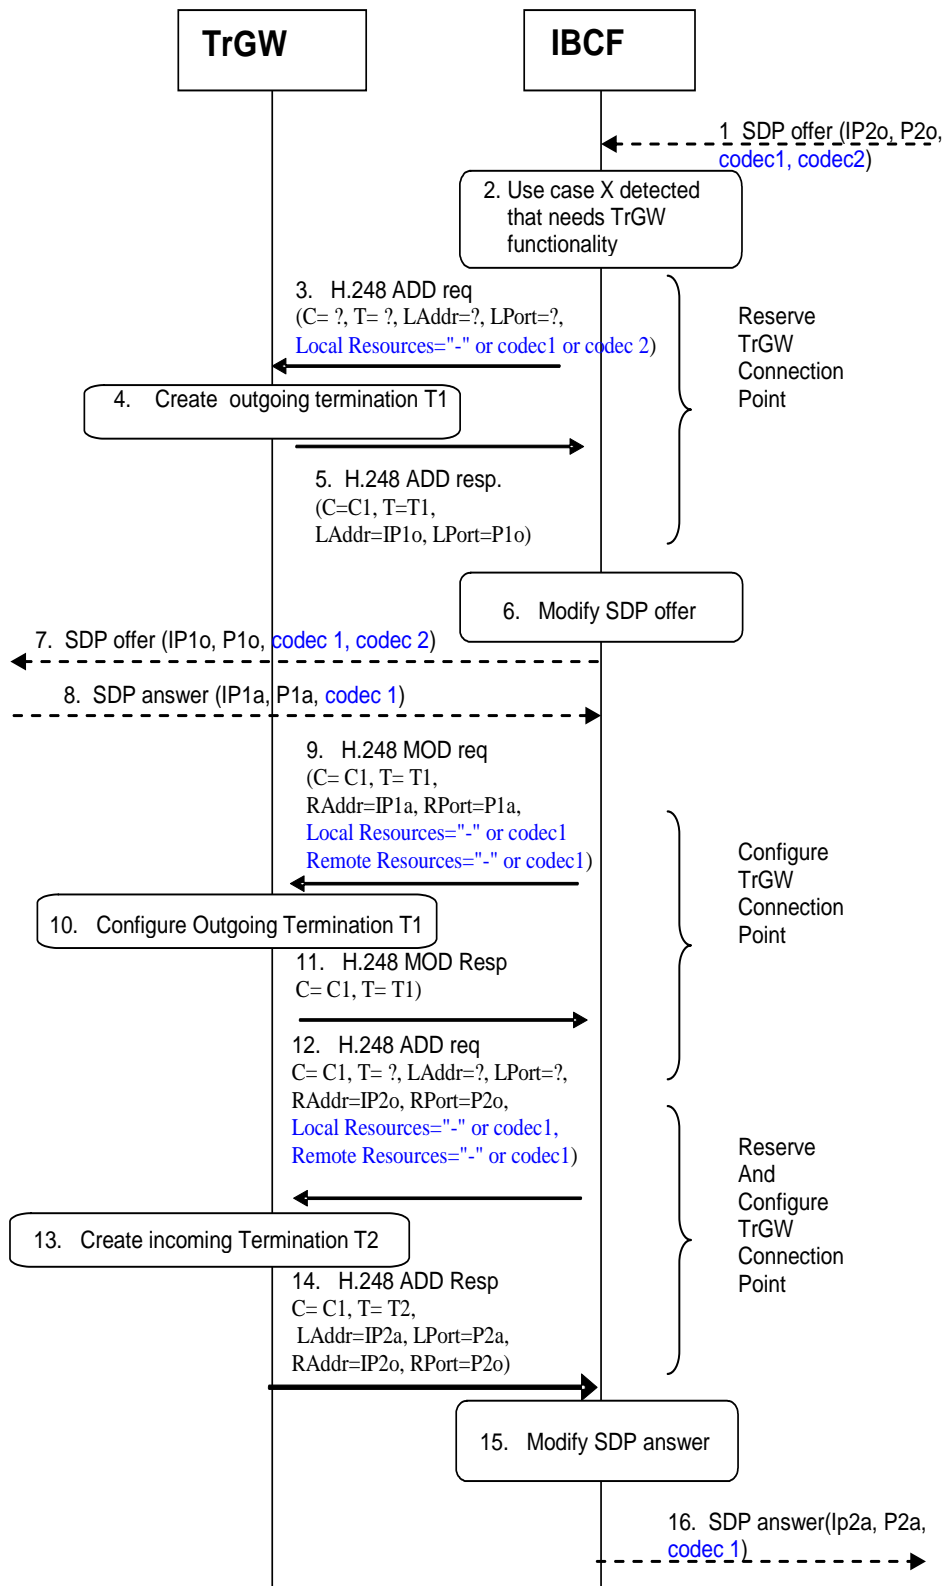 TrGW
IBCF
1 SDP offer (IP2o, P2o,
codec1, codec2)
2. Use case X detected
that needs TrGW
functionality
3. H.248 ADD req
(C= ?, T= ?, LAddr=?, LPort=?,
Local Resources="-" or codec1 or codec 2)
Reserve
TrGW
Connection
Point
4. Create outgoing termination T1
5. H.248 ADD resp.
(C=C1, T=T1,
LAddr=IP1o, LPort=P1o)
6. Modify SDP offer
7. SDP offer (IP1o, P1o, codec 1, codec 2)
8. SDP answer (IP1a, P1a, codec 1)
9. H.248 MOD req
(C= C1, T= T1,
RAddr=IP1a, RPort=P1a,
Local Resources="-" or codec1
Remote Resources="-" or codec1)
Configure
TrGW
Connection
Point
10. Configure Outgoing Termination T1
11. H.248 MOD Resp
C= C1, T= T1)
12. H.248 ADD req
C= C1, T= ?, LAddr=?, LPort=?,
RAddr=IP2o, RPort=P2o,
Local Resources="-" or codec1,
Remote Resources="-" or codec1)
Reserve
And
Configure
TrGW
Connection
Point
13. Create incoming Termination T2
14. H.248 ADD Resp
C= C1, T= T2,
LAddr=IP2a, LPort=P2a,
RAddr=IP2o, RPort=P2o)
15. Modify SDP answer
16. SDP answer(Ip2a, P2a,
codec 1)